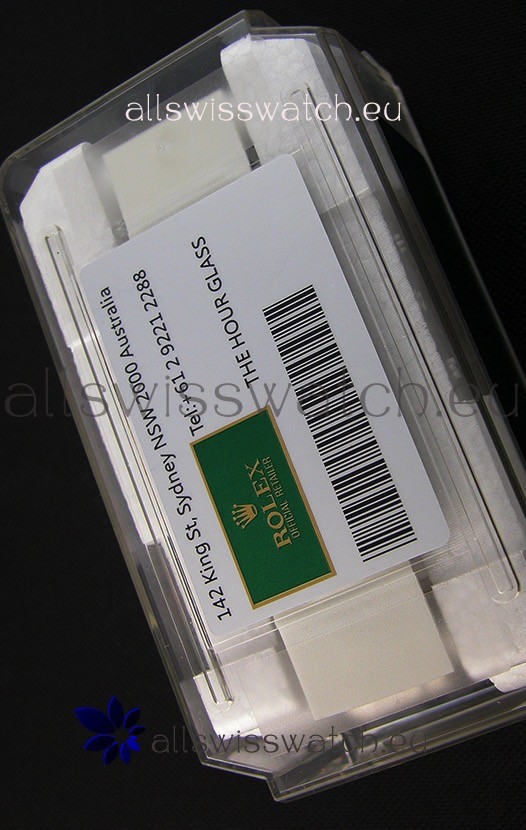 allswisswatch.eu
142 King St, Sydney NSW 2000 Australia
Tel: +61 2 9221 2288
THE HOUR GLASS
ROLEX
OFFICIAL RETAILER
allswisswatch.eu
allswisswatch.eu